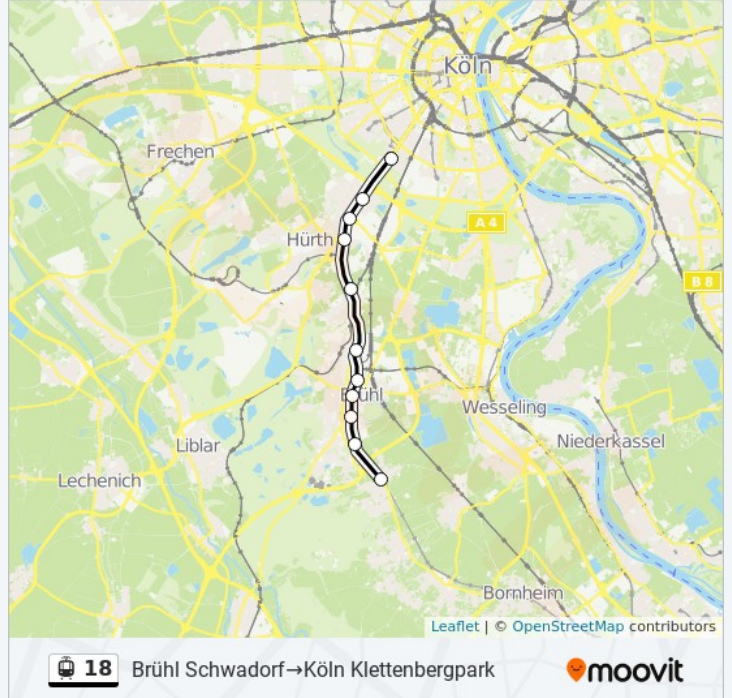 Köln
Frechen
A 4
Hürth
B 8
Brühl
Wesseling
Liblar
Niederkassel
Lechenich
Bornheim
Leaflet | © OpenStreetMap contributors
18 Brühl Schwadorf→Köln Klettenbergpark moovit